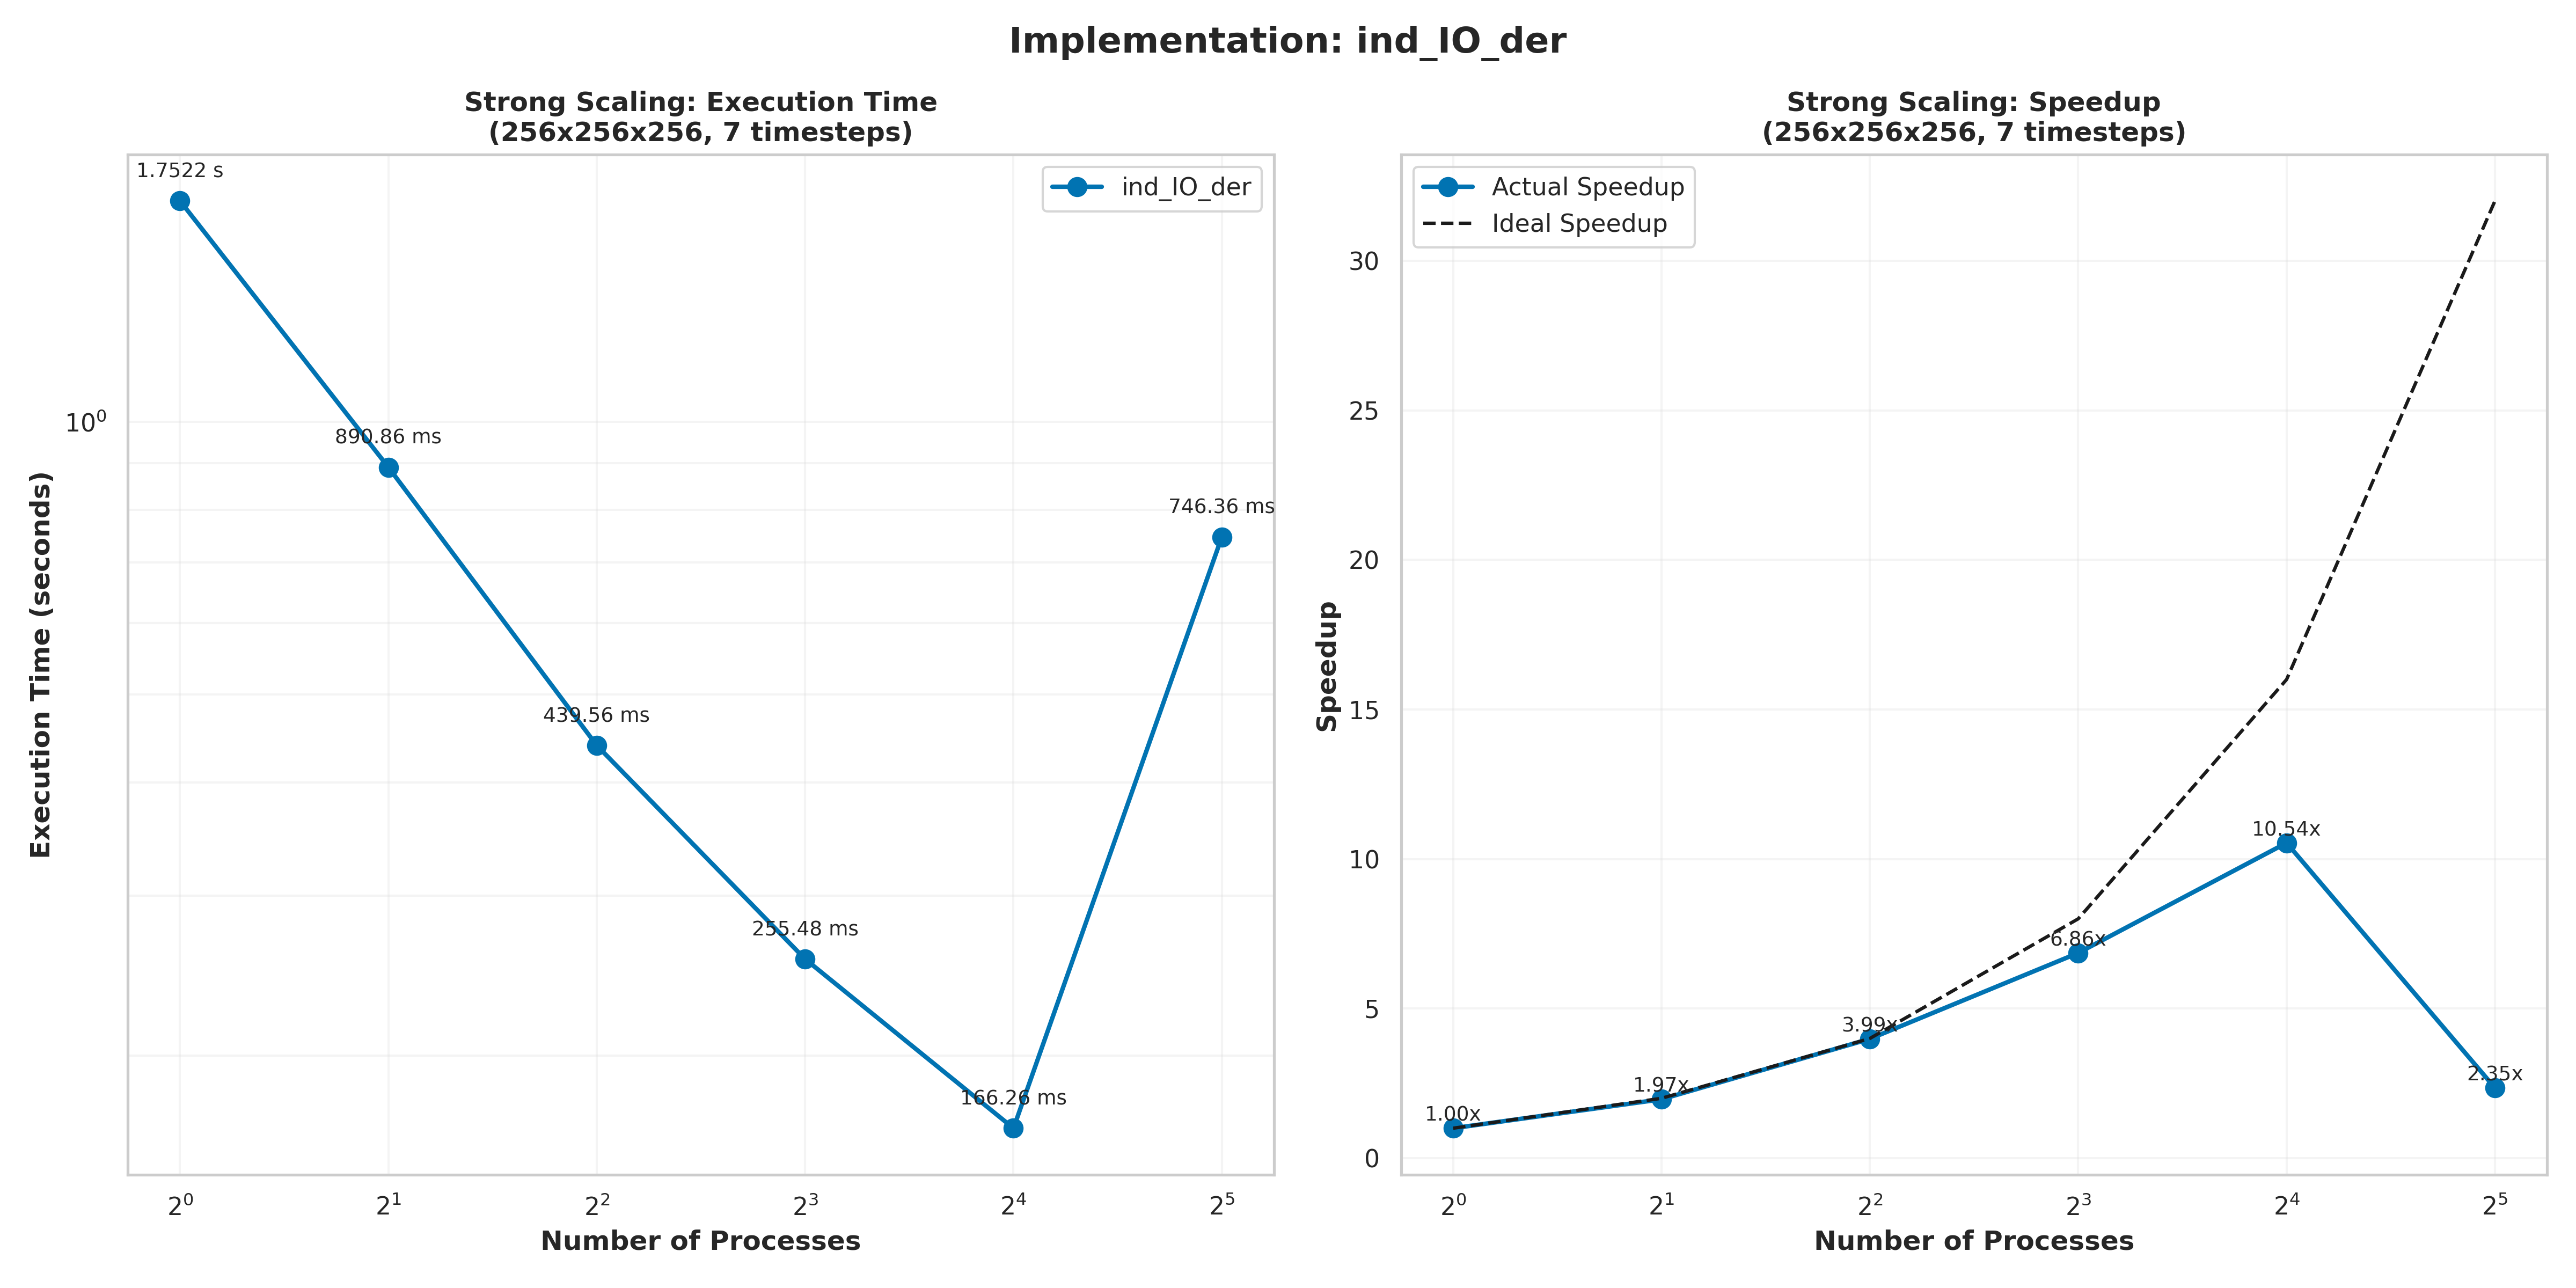 Implementation: ind_IO_der
Strong Scaling: Execution Time
(256x256x256, 7 timesteps)
1.7522 s
890.86 ms
439.56 ms
255.48 ms
166.26 ms
746.36 ms
ind_IO_der
10⁰
Execution Time (seconds)
2⁰ 2¹ 2² 2³ 2⁴ 2⁵
Number of Processes
Strong Scaling: Speedup
(256x256x256, 7 timesteps)
Actual Speedup
Ideal Speedup
30
25
20
15
10
5
0
Speedup
1.00x
1.97x
3.99x
6.86x
10.54x
2.35x
2⁰ 2¹ 2² 2³ 2⁴ 2⁵
Number of Processes